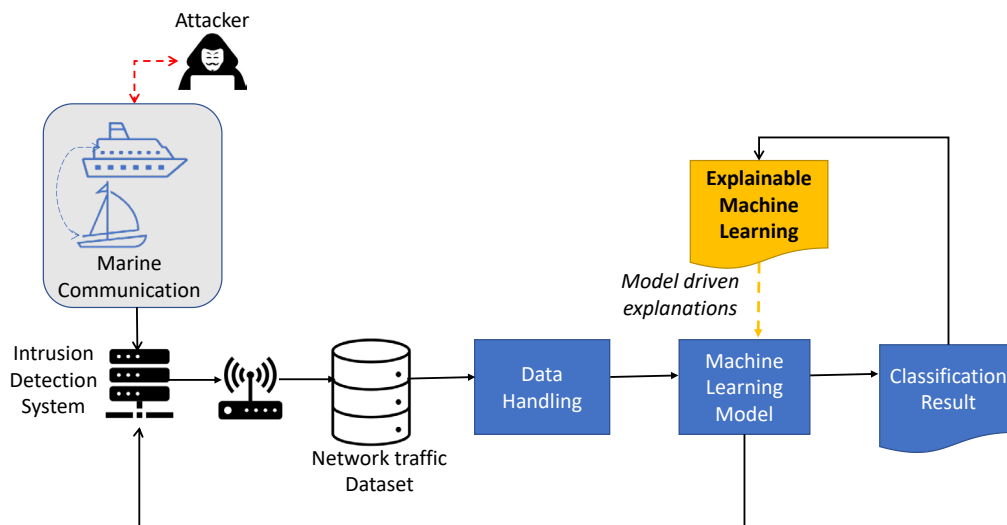 Attacker
Marine
Communication
Intrusion
Detection
System
Network traffic
Dataset
Data
Handling
Explainable
Machine
Learning
Model driven
explanations
Machine
Learning
Model
Classification
Result